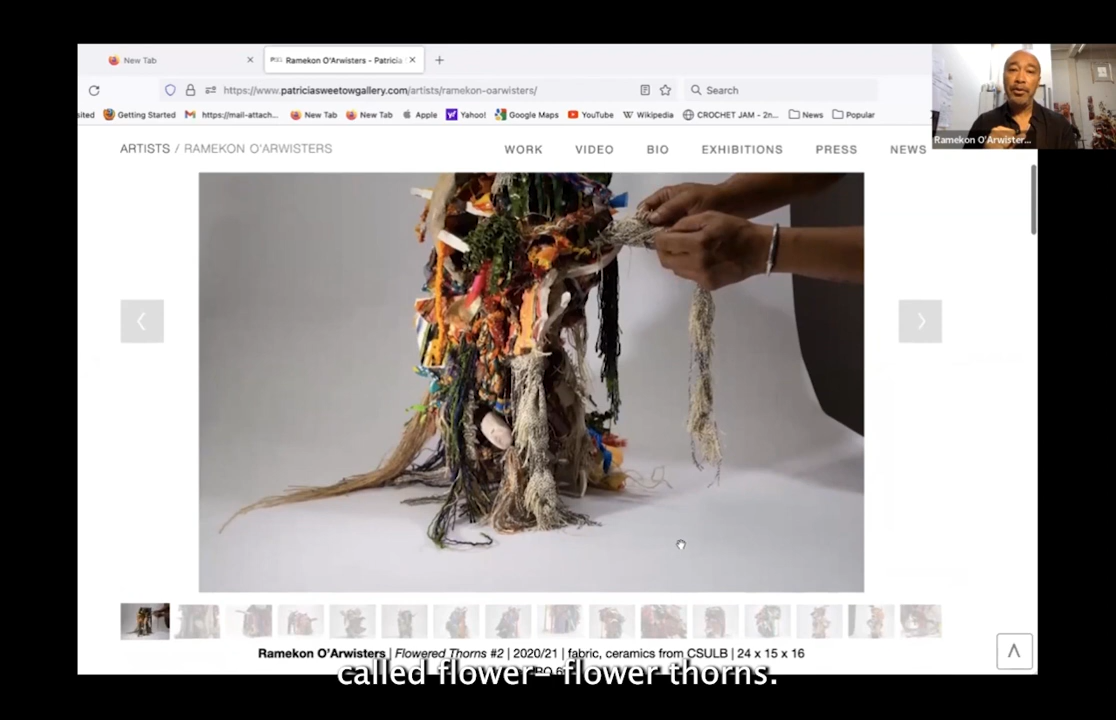 New Tab
Ramekon O'Arwisters - Patricia
https://www.patriciasweetowgallery.com/artists/ramekon-oarwisters/
Search
sited Getting Started https://mail-attach... New Tab New Tab Apple Yahoo! Google Maps YouTube Wikipedia CROCHET JAM - 2n... News Popular
Ramekon O'Arwister...
ARTISTS / RAMEKON O'ARWISTERS WORK VIDEO BIO EXHIBITIONS PRESS NEWS
Ramekon O'Arwisters | Flowered Thorns #2 | 2020/21 | fabric, ceramics from CSULB | 24 x 15 x 16
called flower- flower thorns.